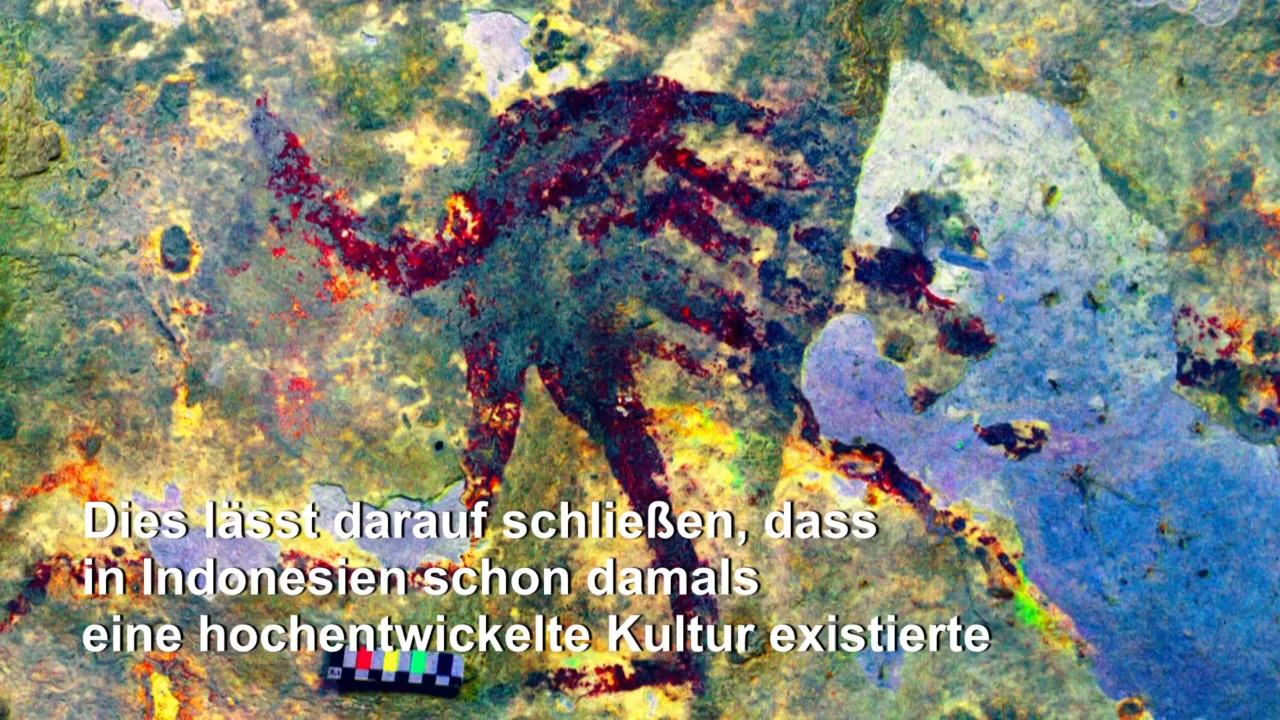 Dies lässt darauf schließen, dass
in Indonesien schon damals
eine hochentwickelte Kultur existierte